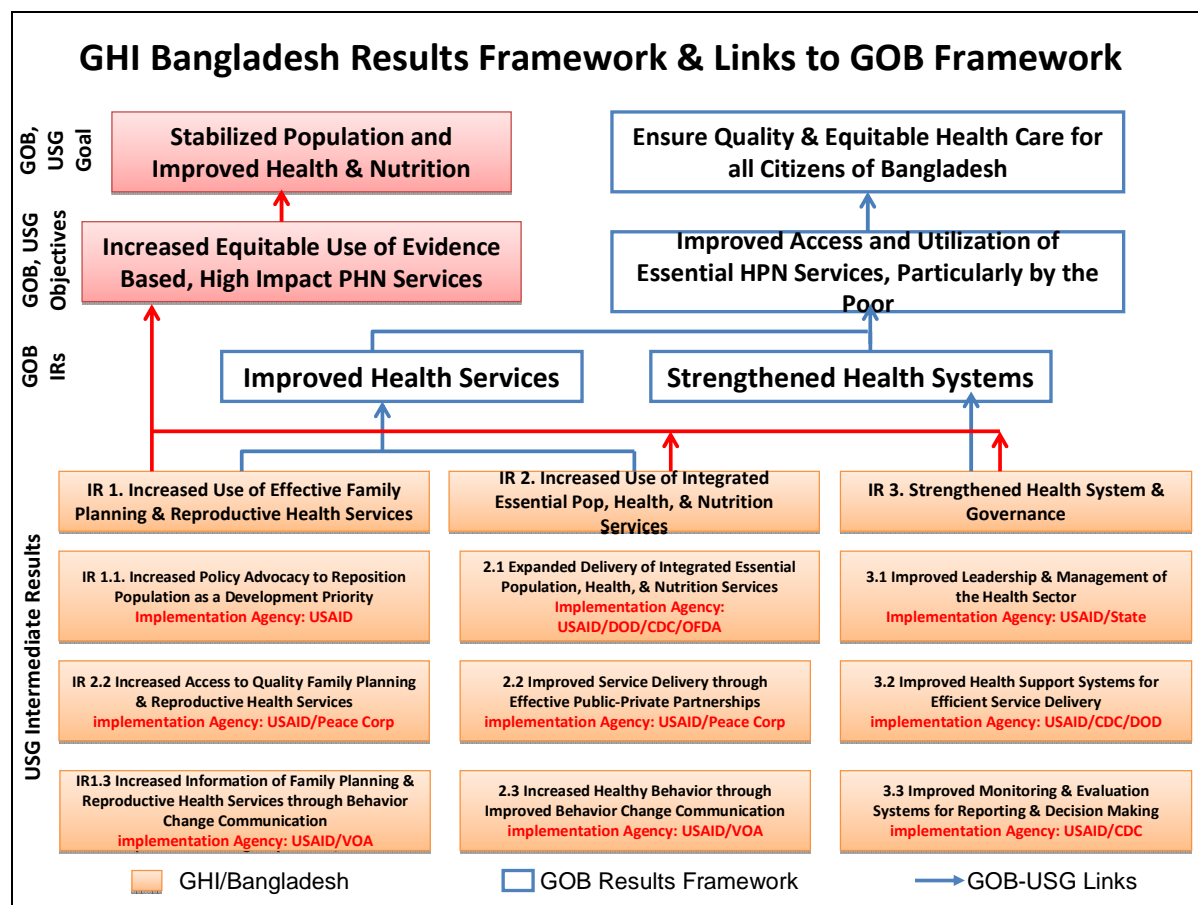 GHI Bangladesh Results Framework & Links to GOB Framework
GOB,
USG
Goal
Stabilized Population and
Improved Health & Nutrition
Ensure Quality & Equitable Health Care for
all Citizens of Bangladesh
GOB, USG
Objectives
Increased Equitable Use of Evidence
Based, High Impact PHN Services
Improved Access and Utilization of
Essential HPN Services, Particularly by the
Poor
GOB
IRs
Improved Health Services
Strengthened Health Systems
USG Intermediate Results
IR 1. Increased Use of Effective Family
Planning & Reproductive Health Services
IR 2. Increased Use of Integrated
Essential Pop, Health, & Nutrition
Services
IR 3. Strengthened Health System &
Governance
IR 1.1. Increased Policy Advocacy to Reposition
Population as a Development Priority
Implementation Agency: USAID
2.1 Expanded Delivery of Integrated Essential
Population, Health, & Nutrition Services
Implementation Agency:
USAID/DOD/CDC/OFDA
3.1 Improved Leadership & Management of
the Health Sector
Implementation Agency: USAID/State
IR 2.2 Increased Access to Quality Family Planning
& Reproductive Health Services
implementation Agency: USAID/Peace Corp
2.2 Improved Service Delivery through
Effective Public-Private Partnerships
implementation Agency: USAID/Peace Corp
3.2 Improved Health Support Systems for
Efficient Service Delivery
implementation Agency: USAID/CDC/DOD
IR1.3 Increased Information of Family Planning &
Reproductive Health Services through Behavior
Change Communication
implementation Agency: USAID/VOA
2.3 Increased Healthy Behavior through
Improved Behavior Change Communication
implementation Agency: USAID/VOA
3.3 Improved Monitoring & Evaluation
Systems for Reporting & Decision Making
implementation Agency: USAID/CDC
GHI/Bangladesh
GOB Results Framework
GOB-USG Links